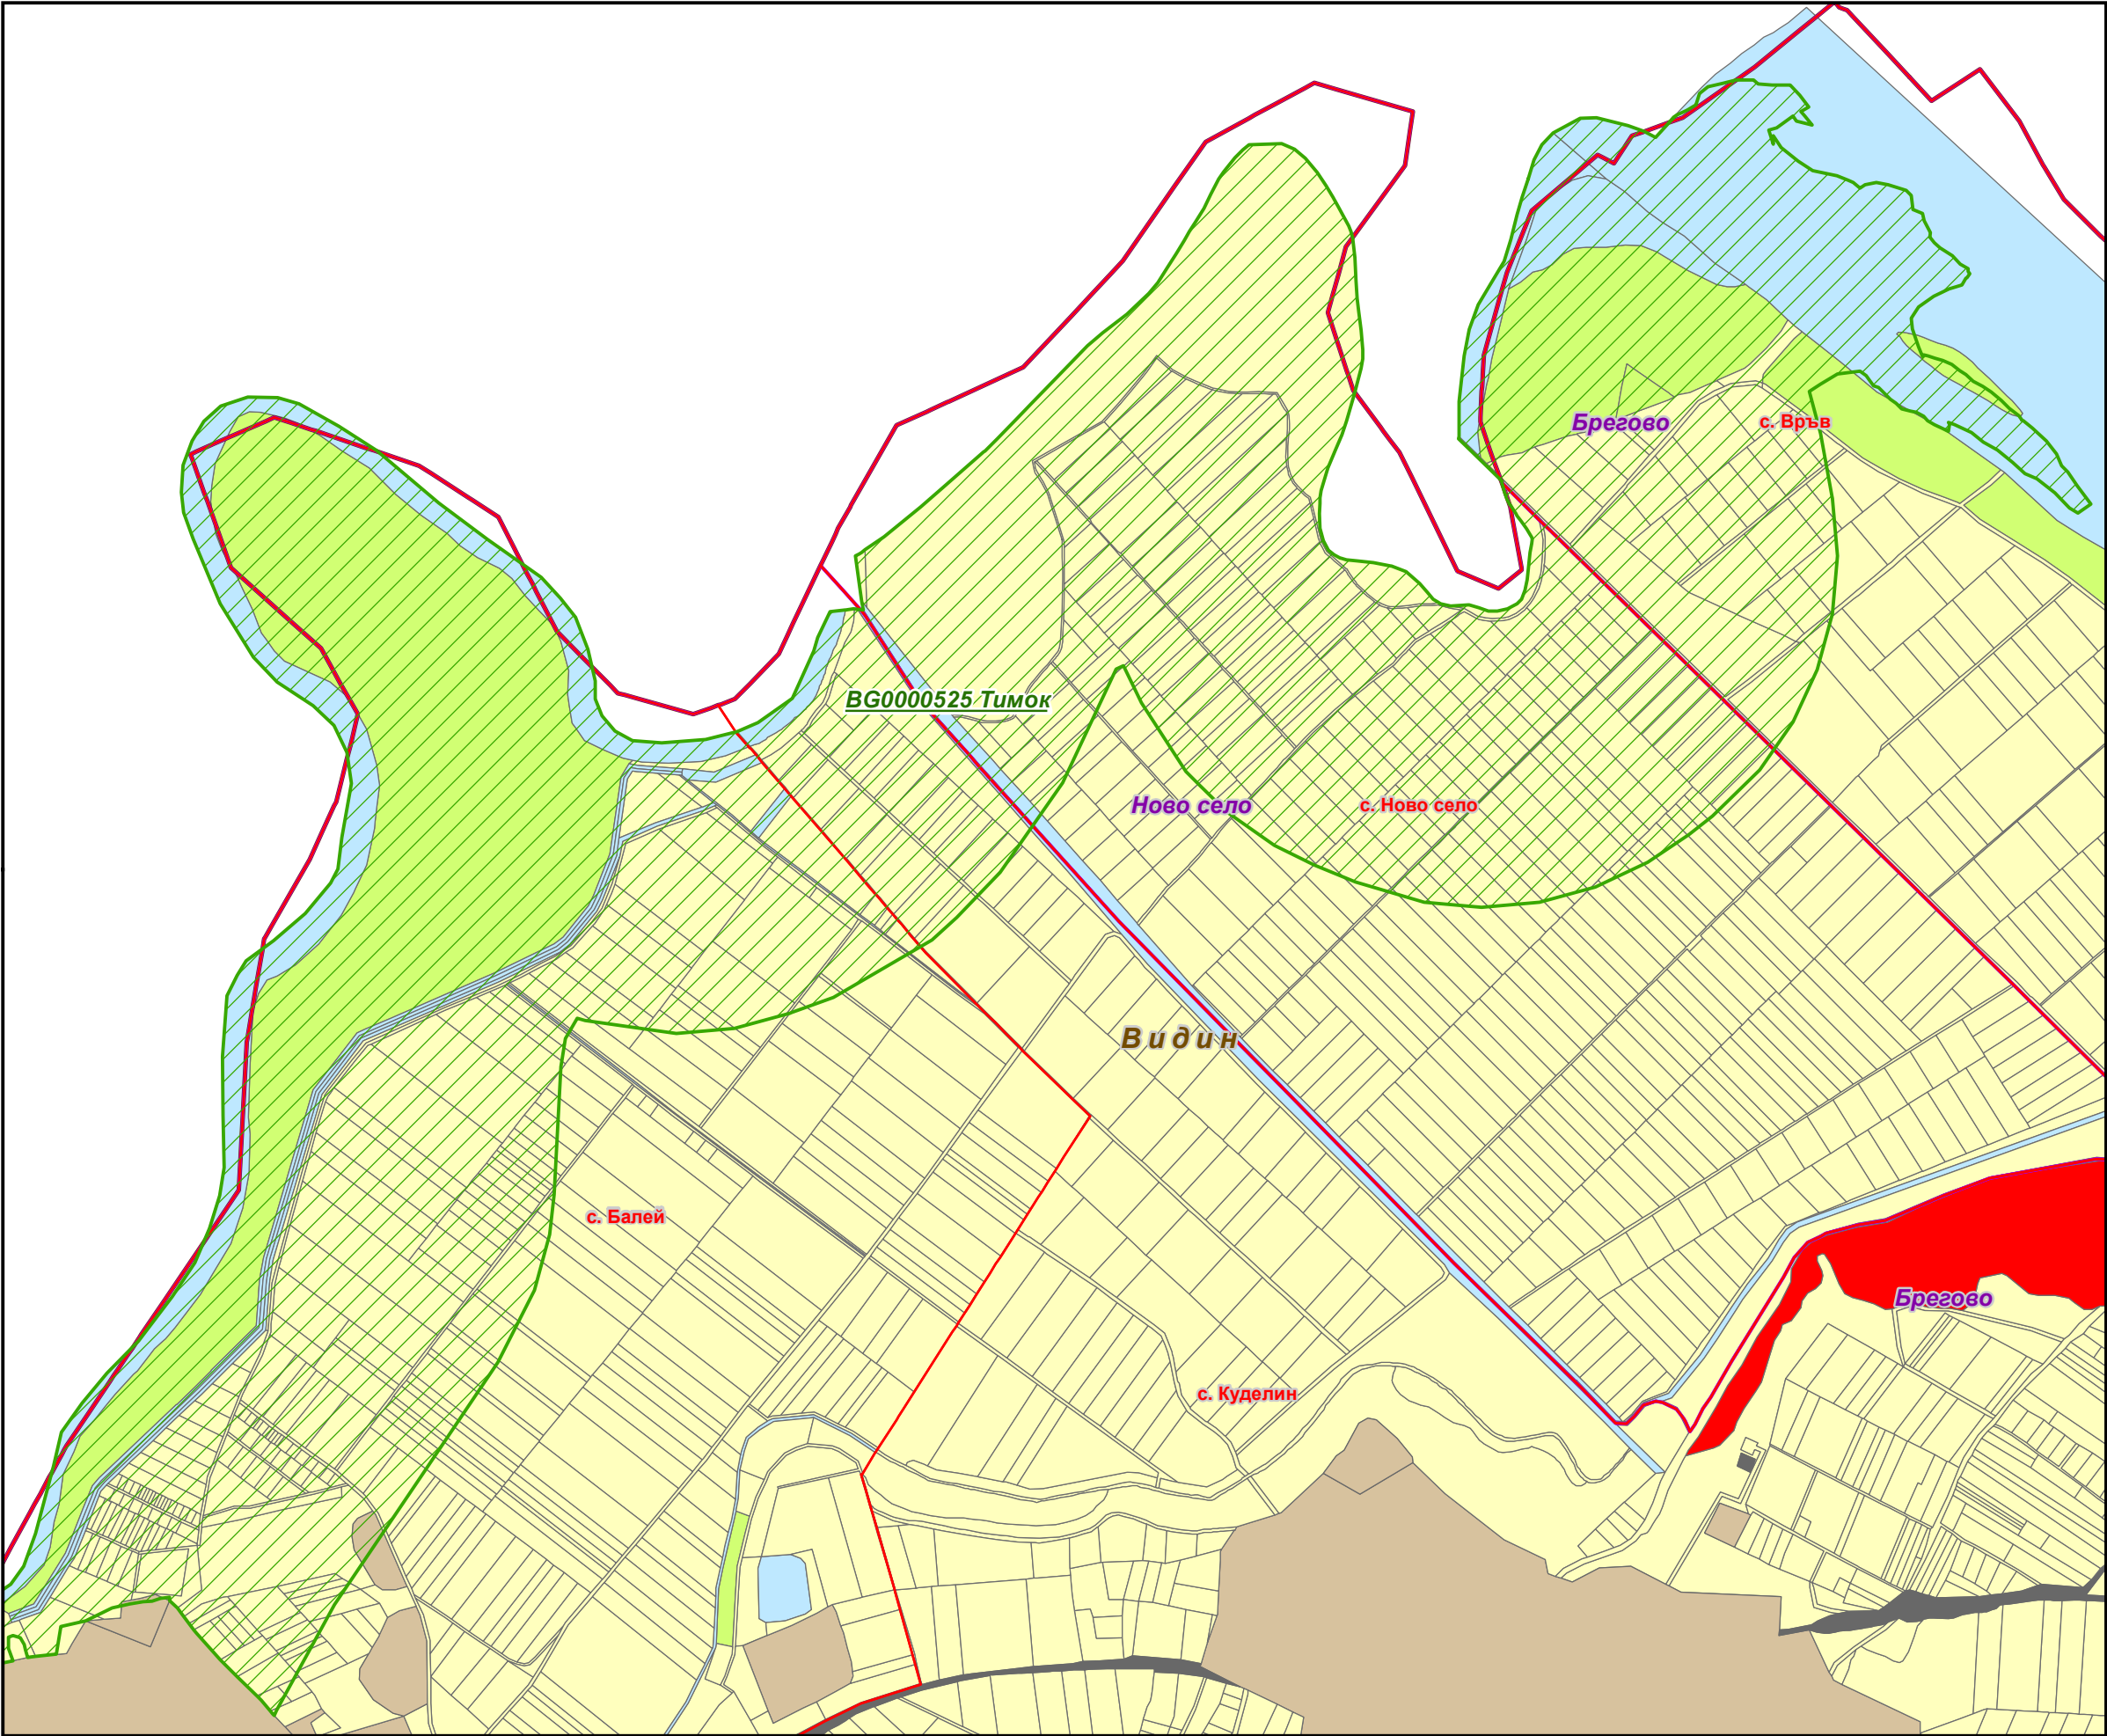 Брегово
с. Връв
BG0000525 Тимок
Ново село
с. Ново село
Видин
с. Балей
Брегово
с. Куделин